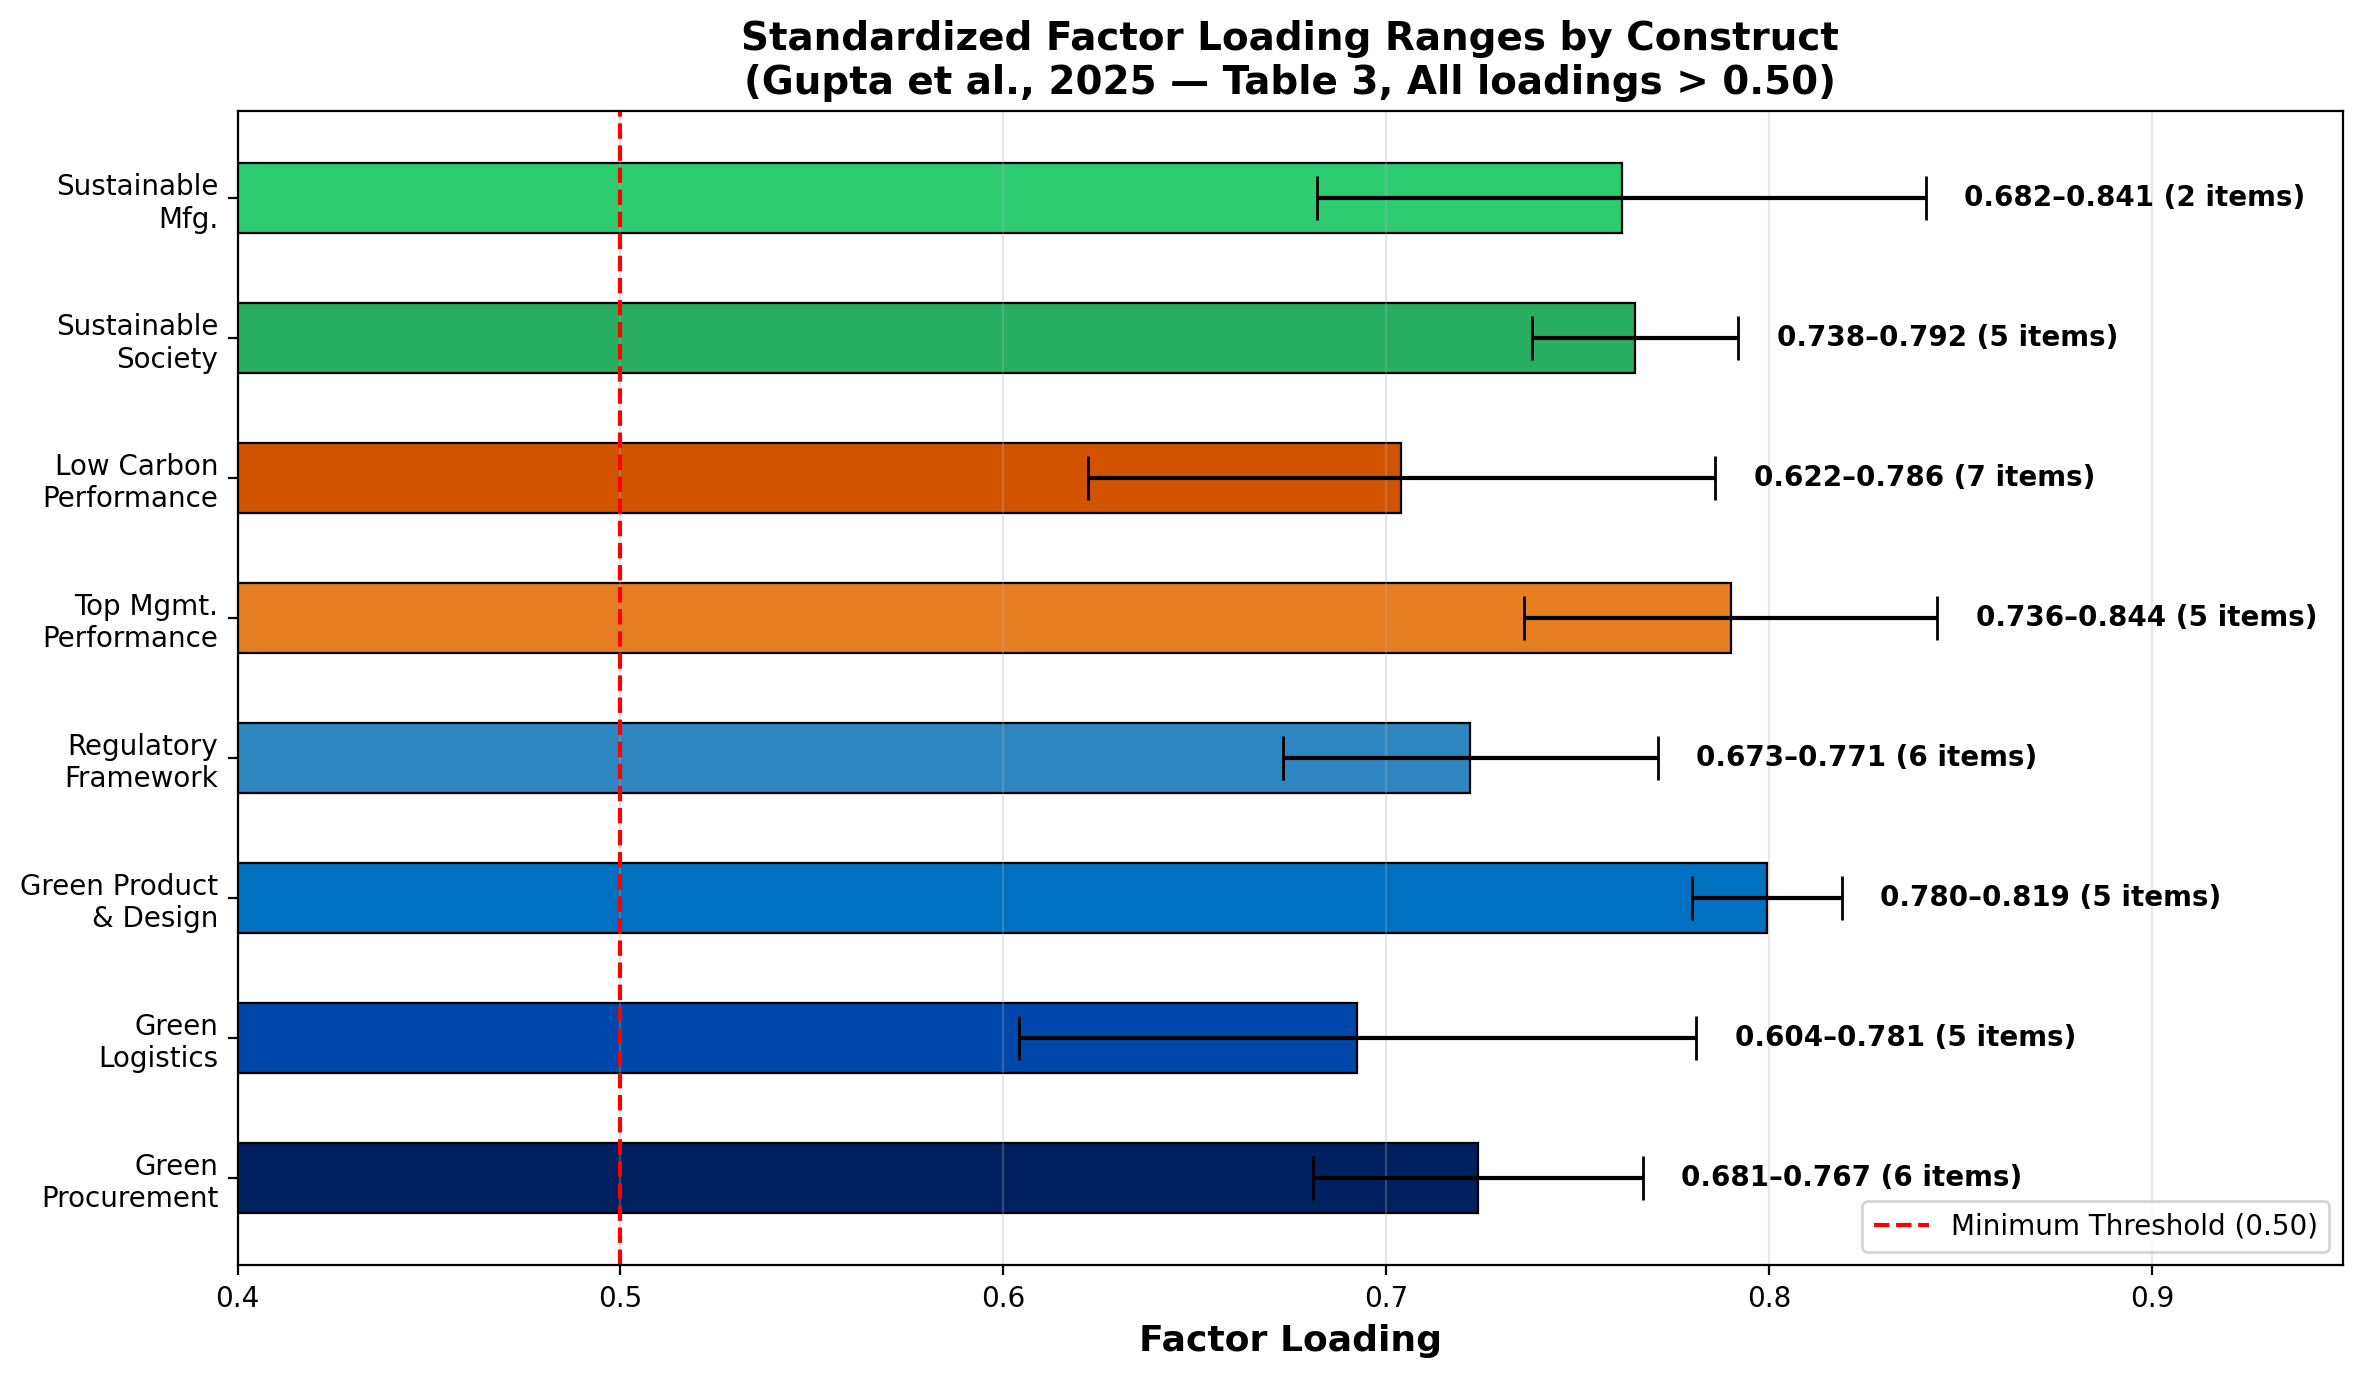 Standardized Factor Loading Ranges by Construct
(Gupta et al., 2025 — Table 3, All loadings > 0.50)
Sustainable
Mfg.
0.682–0.841 (2 items)
Sustainable
Society
0.738–0.792 (5 items)
Low Carbon
Performance
0.622–0.786 (7 items)
Top Mgmt.
Performance
0.736–0.844 (5 items)
Regulatory
Framework
0.673–0.771 (6 items)
Green Product
& Design
0.780–0.819 (5 items)
Green
Logistics
0.604–0.781 (5 items)
Green
Procurement
0.681–0.767 (6 items)
Minimum Threshold (0.50)
0.4 0.5 0.6 0.7 0.8 0.9
Factor Loading